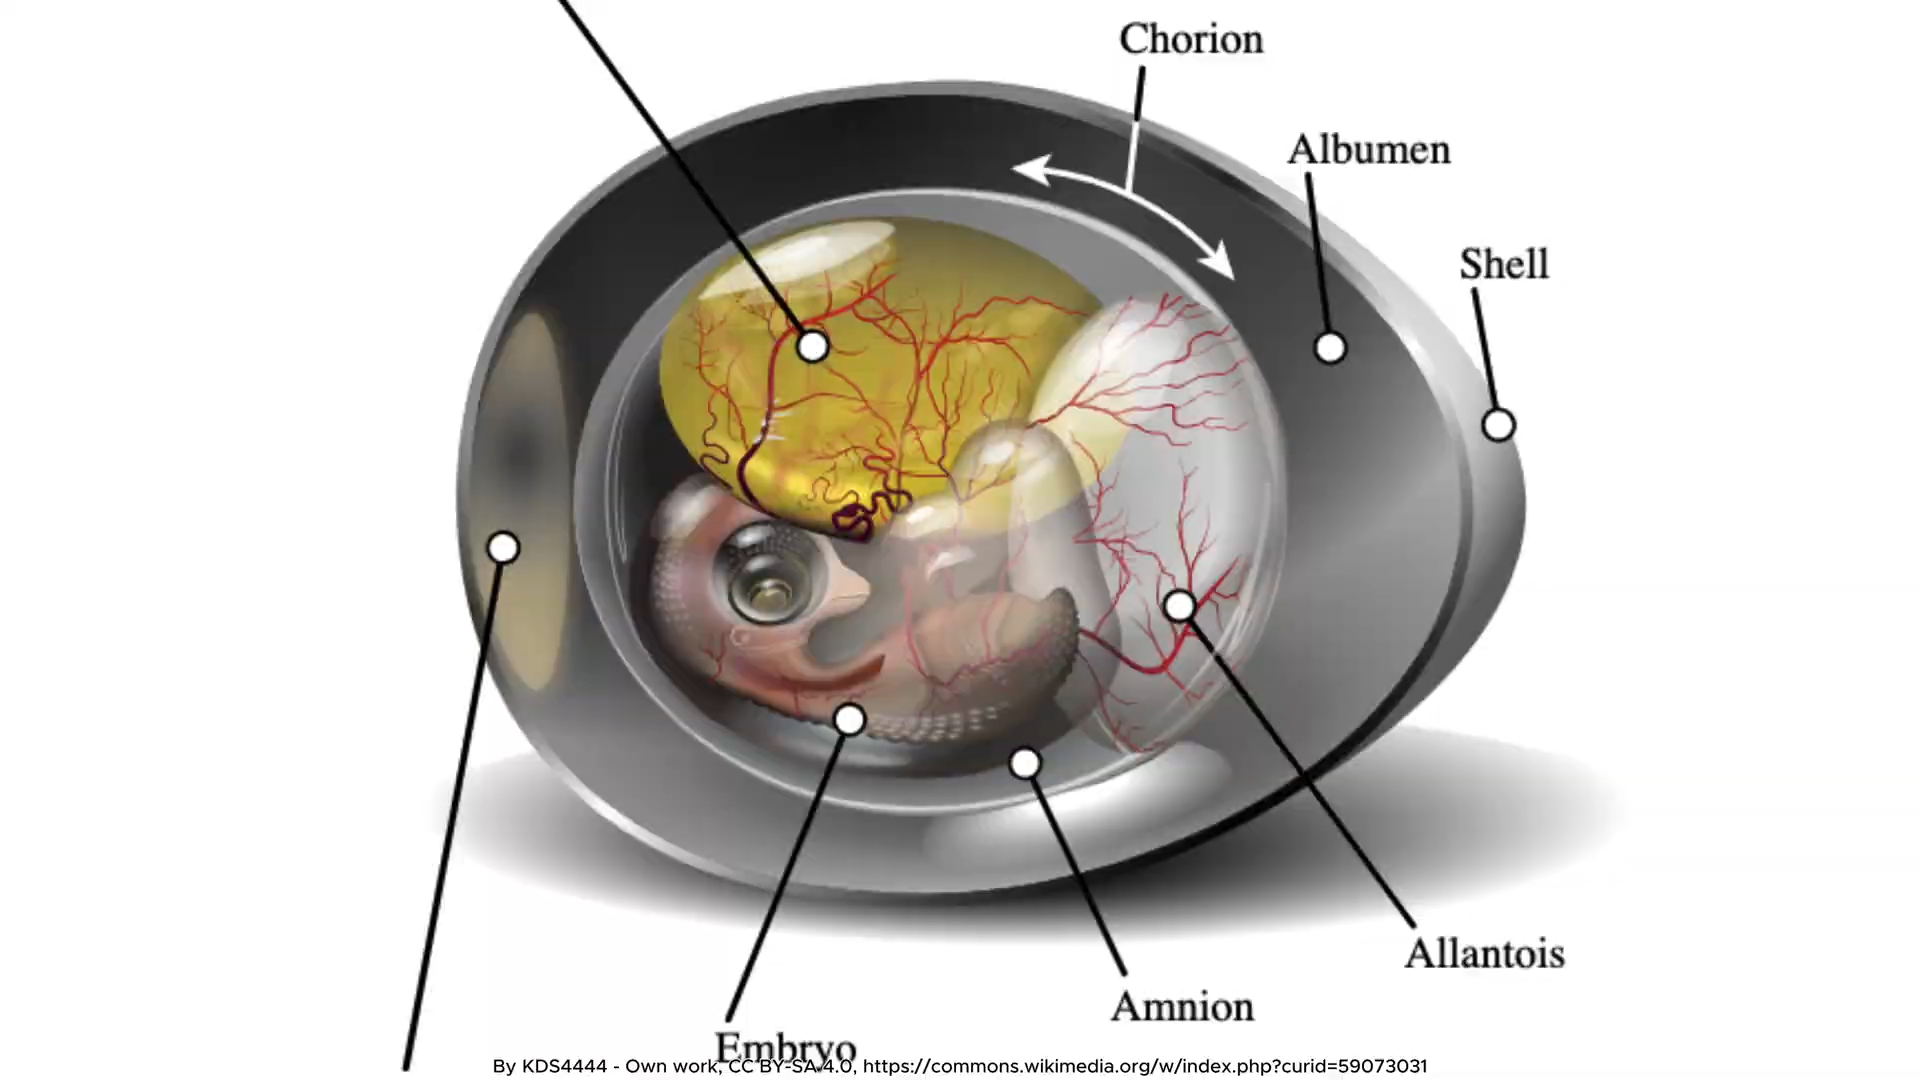 Chorion
Albumen
Shell
Allantois
Amnion
Embryo
By KDS4444 - Own work, CC BY-SA 4.0, https://commons.wikimedia.org/w/index.php?curid=59073031